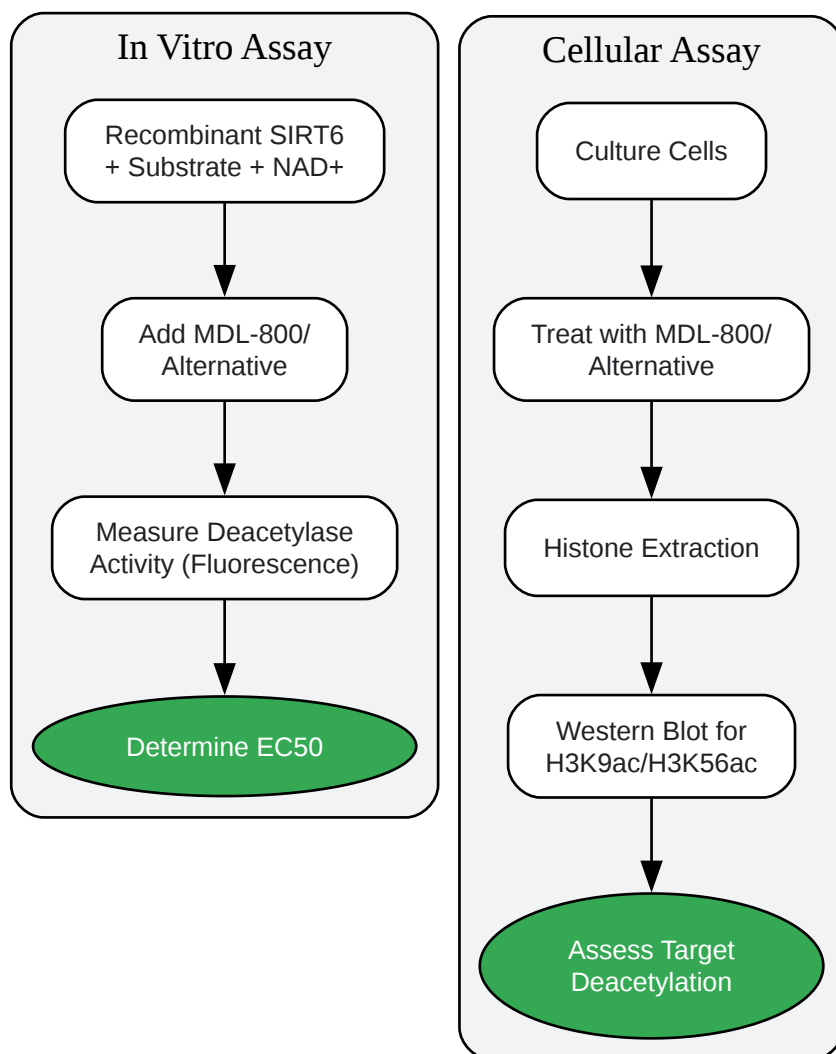 In Vitro Assay
Recombinant SIRT6
+ Substrate + NAD+
Add MDL-800/
Alternative
Measure Deacetylase
Activity (Fluorescence)
Determine EC50
Cellular Assay
Culture Cells
Treat with MDL-800/
Alternative
Histone Extraction
Western Blot for
H3K9ac/H3K56ac
Assess Target
Deacetylation